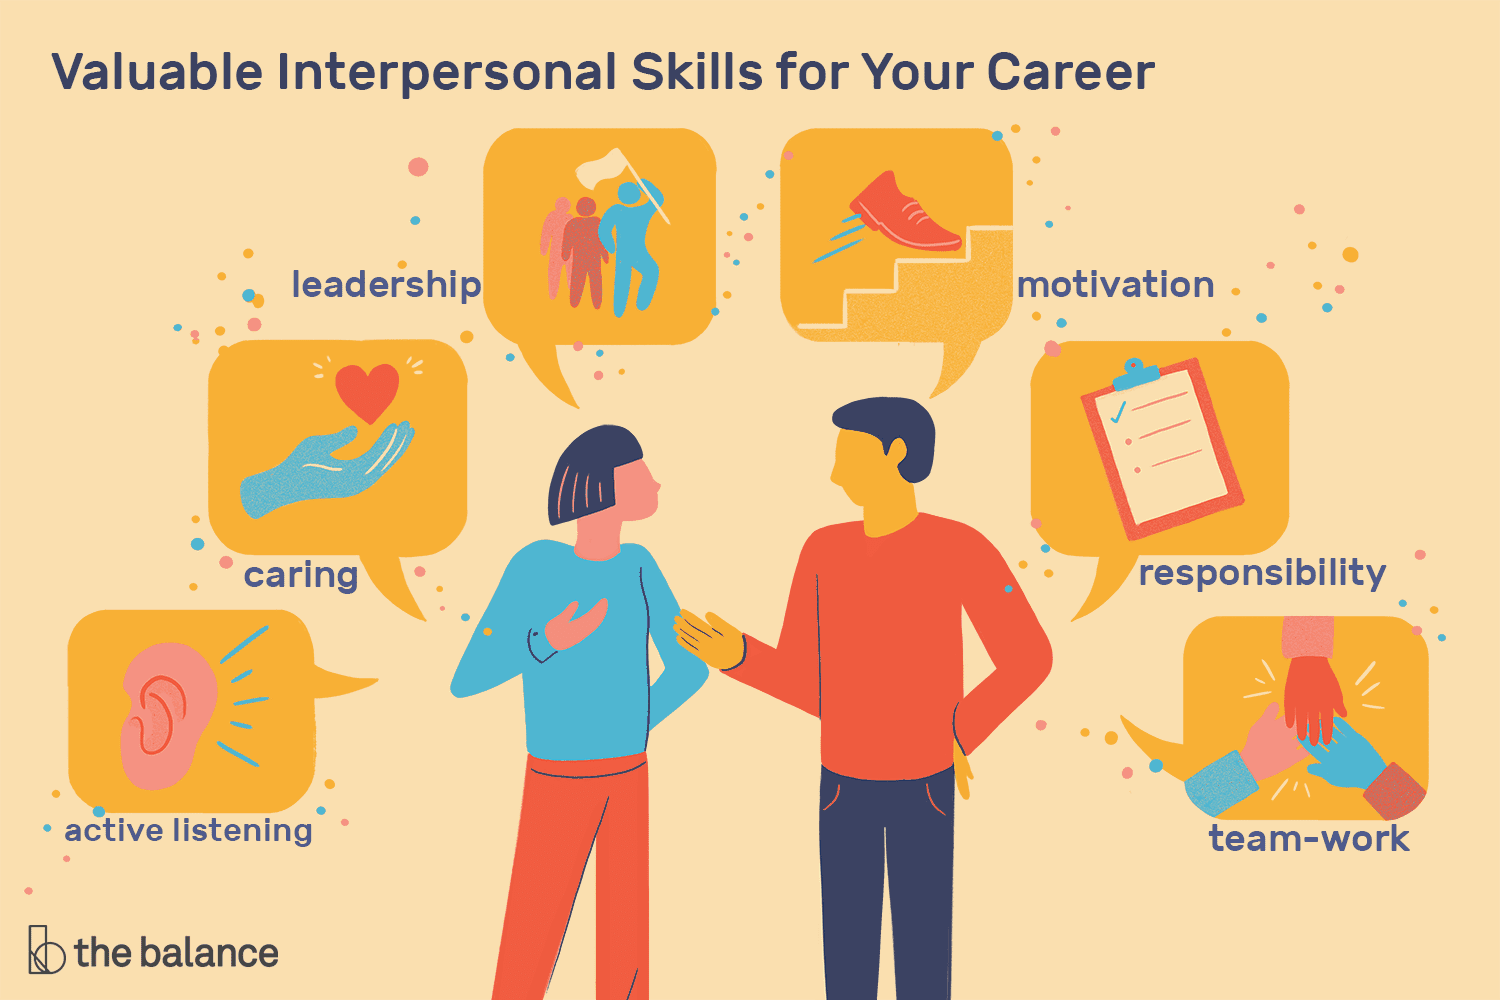 Valuable Interpersonal Skills for Your Career
leadership
motivation
caring
responsibility
active listening
team-work
the balance